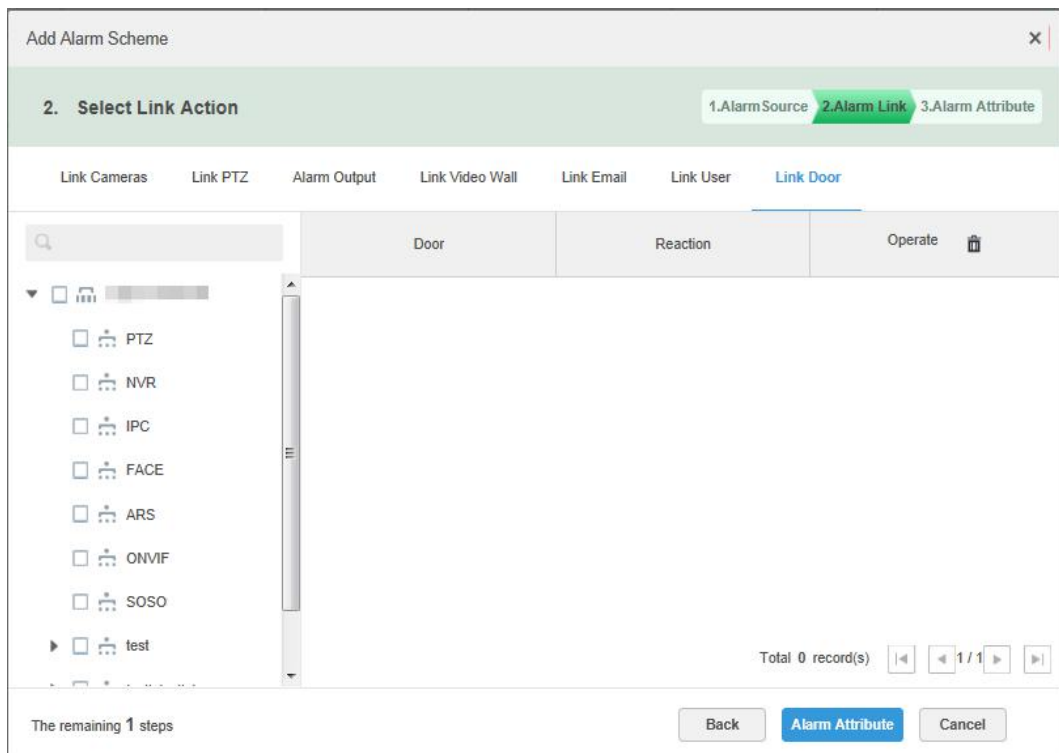 Add Alarm Scheme
2. Select Link Action
1.Alarm Source 2.Alarm Link 3.Alarm Attribute
Link Cameras Link PTZ Alarm Output Link Video Wall Link Email Link User Link Door
Door Reaction Operate
PTZ
NVR
IPC
FACE
ARS
ONVIF
SOSO
test
Total 0 record(s) 1 / 1
The remaining 1 steps Back Alarm Attribute Cancel